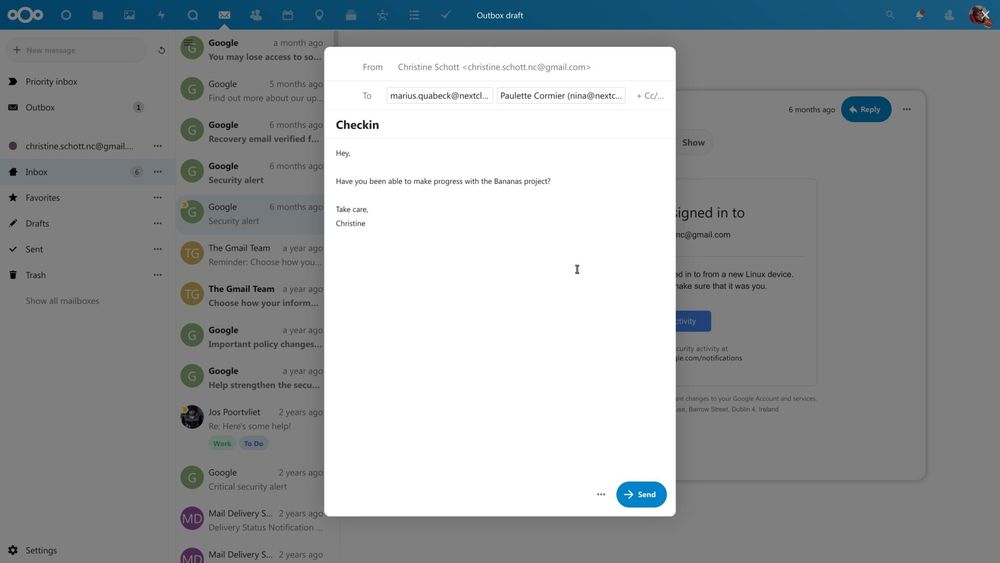 Outbox draft
New message
Priority inbox
Outbox
1
christine.schott.nc@gmail....
Inbox
6
Favorites
Drafts
Sent
Trash
Show all mailboxes
Settings
G
Google
a month ago
You may lose access to so...
G
Google
5 months ago
Find out more about our up...
G
Google
6 months ago
Recovery email verified f...
G
Google
6 months ago
Security alert
G
Google
6 months ago
Security alert
TG
The Gmail Team
a year ago
Reminder: Choose how you...
TG
The Gmail Team
a year ago
Choose how your inform...
G
Google
a year ago
Important policy changes...
G
Google
a year ago
Help strengthen the secu...
Jos Poortvliet
2 years ago
Re: Here's some help!
Work
To Do
G
Google
2 years ago
Critical security alert
MD
Mail Delivery S...
2 years ago
Delivery Status Notification ...
MD
Mail Delivery S...
2 years ago
From
Christine Schott <christine.schott.nc@gmail.com>
To
marius.quabeck@nextcl...
Paulette Cormier (nina@nextc...
+ Cc/...
Checkin
Hey,
Have you been able to make progress with the Bananas project?
Take care,
Christine
Send
6 months ago
Reply
Show
signed in to
nc@gmail.com
ed in to from a new Linux device.
make sure that it was you.
ctivity
curity activity at
gle.com/notifications
nt changes to your Google Account and services.
use, Barrow Street, Dublin 4, Ireland